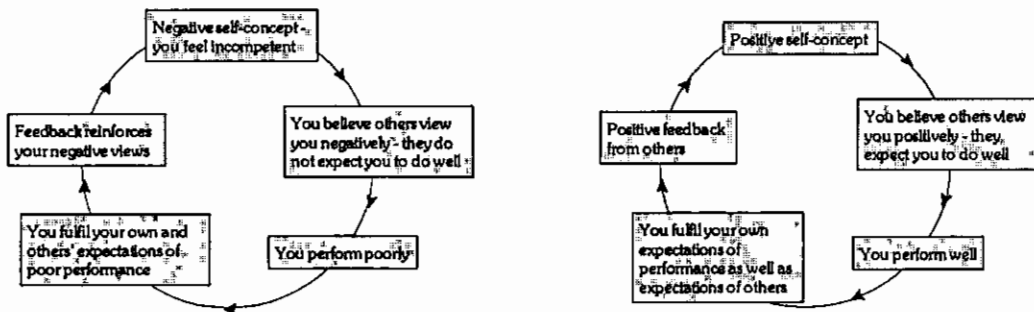 Negative self-concept -
you feel incompetent
You believe others view
you negatively - they do
not expect you to do well
You perform poorly
You fulfil your own and
others' expectations of
poor performance
Feedback reinforces
your negative views
Positive self-concept
You believe others view
you positively - they
expect you to do well
You perform well
You fulfil your own
expectations of
performance as well as
expectations of others
Positive feedback
from others